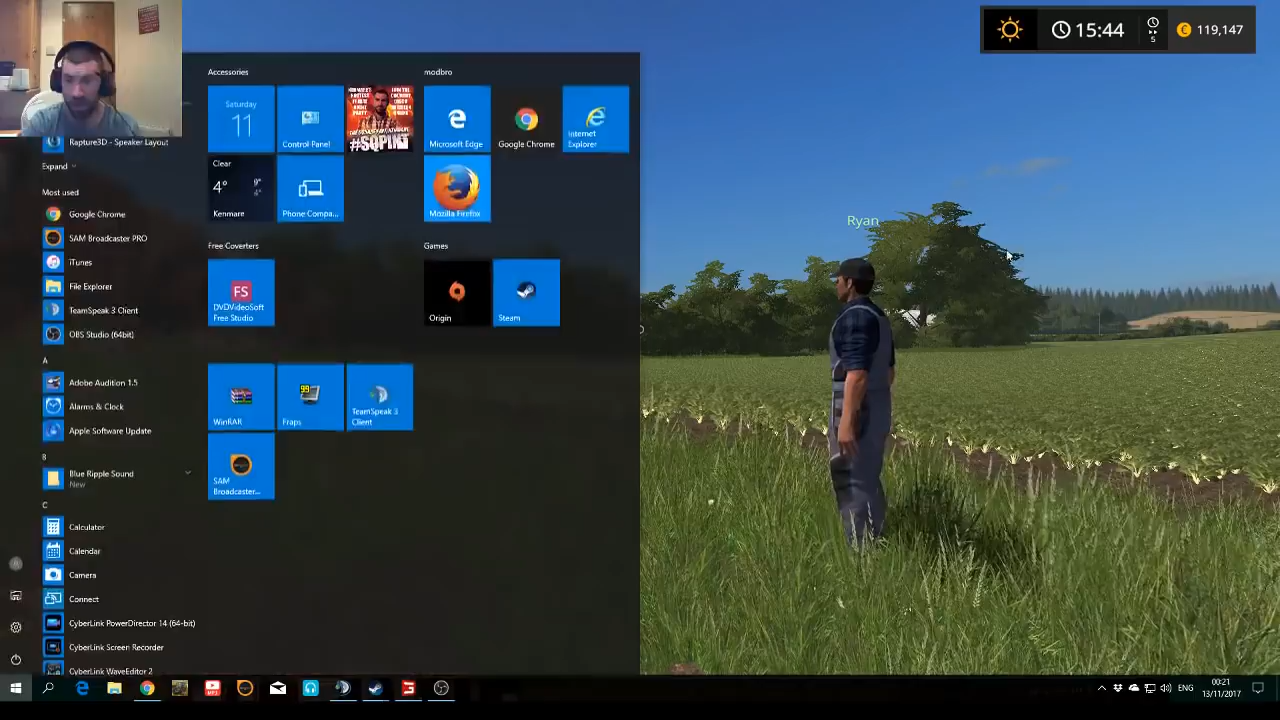 15:44
5
119,147
Accessories
modbro
Saturday
11
Control Panel
#SQPINT
Microsoft Edge
Google Chrome
Internet
Explorer
Rapture3D - Speaker Layout
Expand
Clear
4°
9°
Kenmare
Phone Compa...
Mozilla Firefox
Most used
Google Chrome
SAM Broadcaster PRO
iTunes
File Explorer
TeamSpeak 3 Client
OBS Studio (64bit)
Ryan
Free Coverters
Games
FS
DVDVideoSoft
Free Studio
Origin
Steam
A
Adobe Audition 1.5
Alarms & Clock
Apple Software Update
WinRAR
99
Fraps
TeamSpeak 3
Client
B
Blue Ripple Sound
New
SAM
Broadcaster...
C
Calculator
Calendar
Camera
Connect
CyberLink PowerDirector 14 (64-bit)
CyberLink Screen Recorder
CyberLink WaveEditor 2
MP3
ENG
00:21
13/11/2017